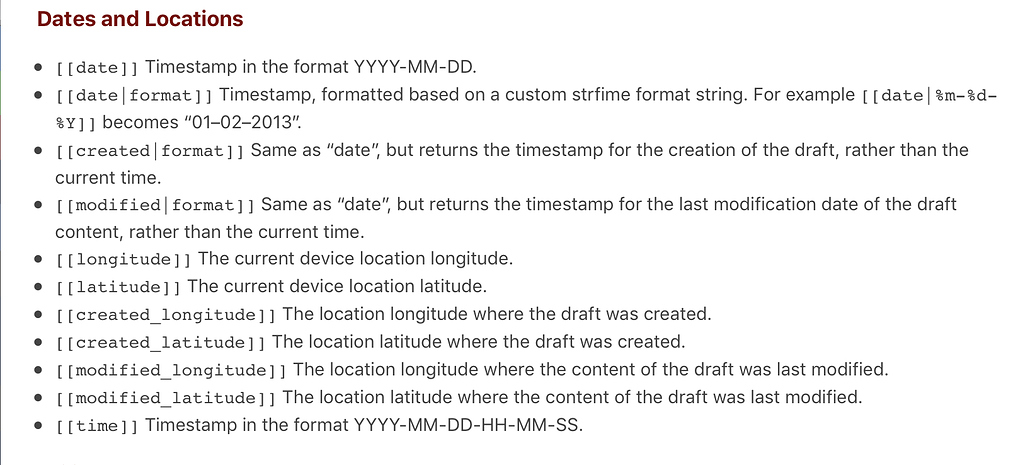 Dates and Locations
• [[date]] Timestamp in the format YYYY-MM-DD.
• [[date|format]] Timestamp, formatted based on a custom strfime format string. For example [[date|%m-%d-
%Y]] becomes “01–02–2013”.
• [[created|format]] Same as “date”, but returns the timestamp for the creation of the draft, rather than the
current time.
• [[modified|format]] Same as “date”, but returns the timestamp for the last modification date of the draft
content, rather than the current time.
• [[longitude]] The current device location longitude.
• [[latitude]] The current device location latitude.
• [[created_longitude]] The location longitude where the draft was created.
• [[created_latitude]] The location latitude where the draft was created.
• [[modified_longitude]] The location longitude where the content of the draft was last modified.
• [[modified_latitude]] The location latitude where the content of the draft was last modified.
• [[time]] Timestamp in the format YYYY-MM-DD-HH-MM-SS.